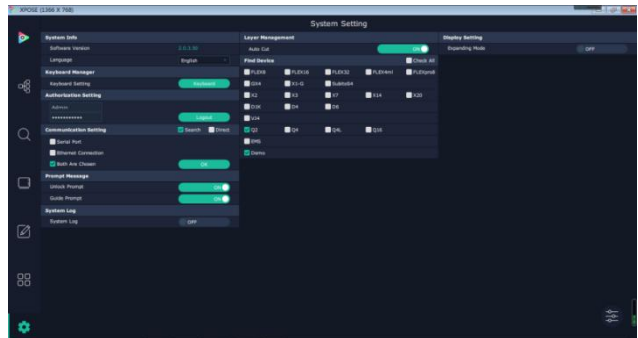 XPOSE (1366 X 768)
System Setting
System Info
Software Version
Language
English
Keyboard Manager
Keyboard Setting
Keyboard
Authorization Setting
Admin
***********
Logout
Communication Setting
Search
Direct
Serial Port
Ethernet Connection
Both Are Chosen
OK
Prompt Message
Unlock Prompt
ON
Guide Prompt
ON
System Log
System Log
OFF
Layer Management
Auto Cut
ON
Find Device
Check All
FLEX8 FLEX16 FLEX32 FLEX4ml FLEXpro8
X1-G
X2 X3 X7 X14 X20
D4 D8
U14
Q2 Q4 Q4L Q16
EMS
Demo
Display Setting
Expanding Mode
OFF